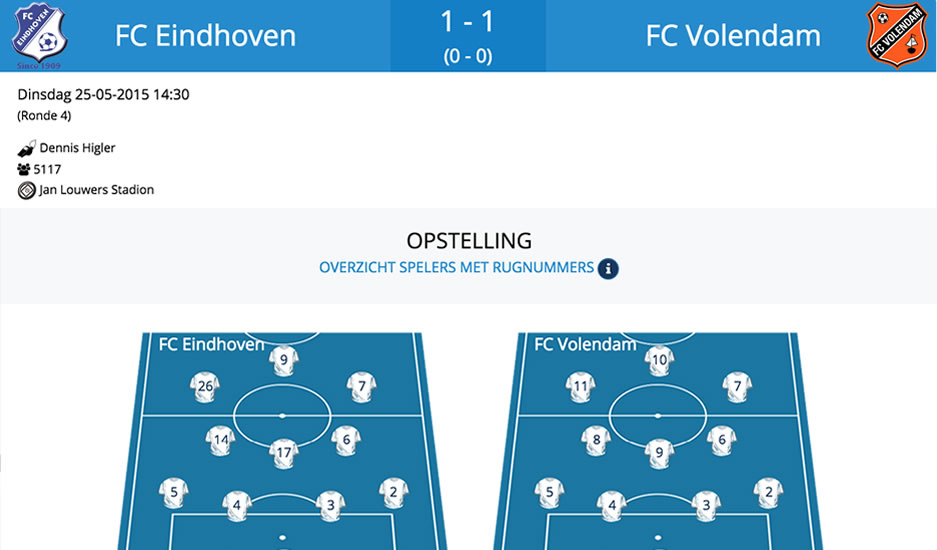 FC EINDHOVEN
Since 1909
FC Eindhoven
1 - 1
(0 - 0)
FC Volendam
FC VOLENDAM
Dinsdag 25-05-2015 14:30
(Ronde 4)
Dennis Higler
5117
Jan Louwers Stadion
OPSTELLING
OVERZICHT SPELERS MET RUGNUMMERS i
FC Eindhoven
9
26
7
14
17
6
5
4
3
2
FC Volendam
10
11
7
8
9
6
5
4
3
2